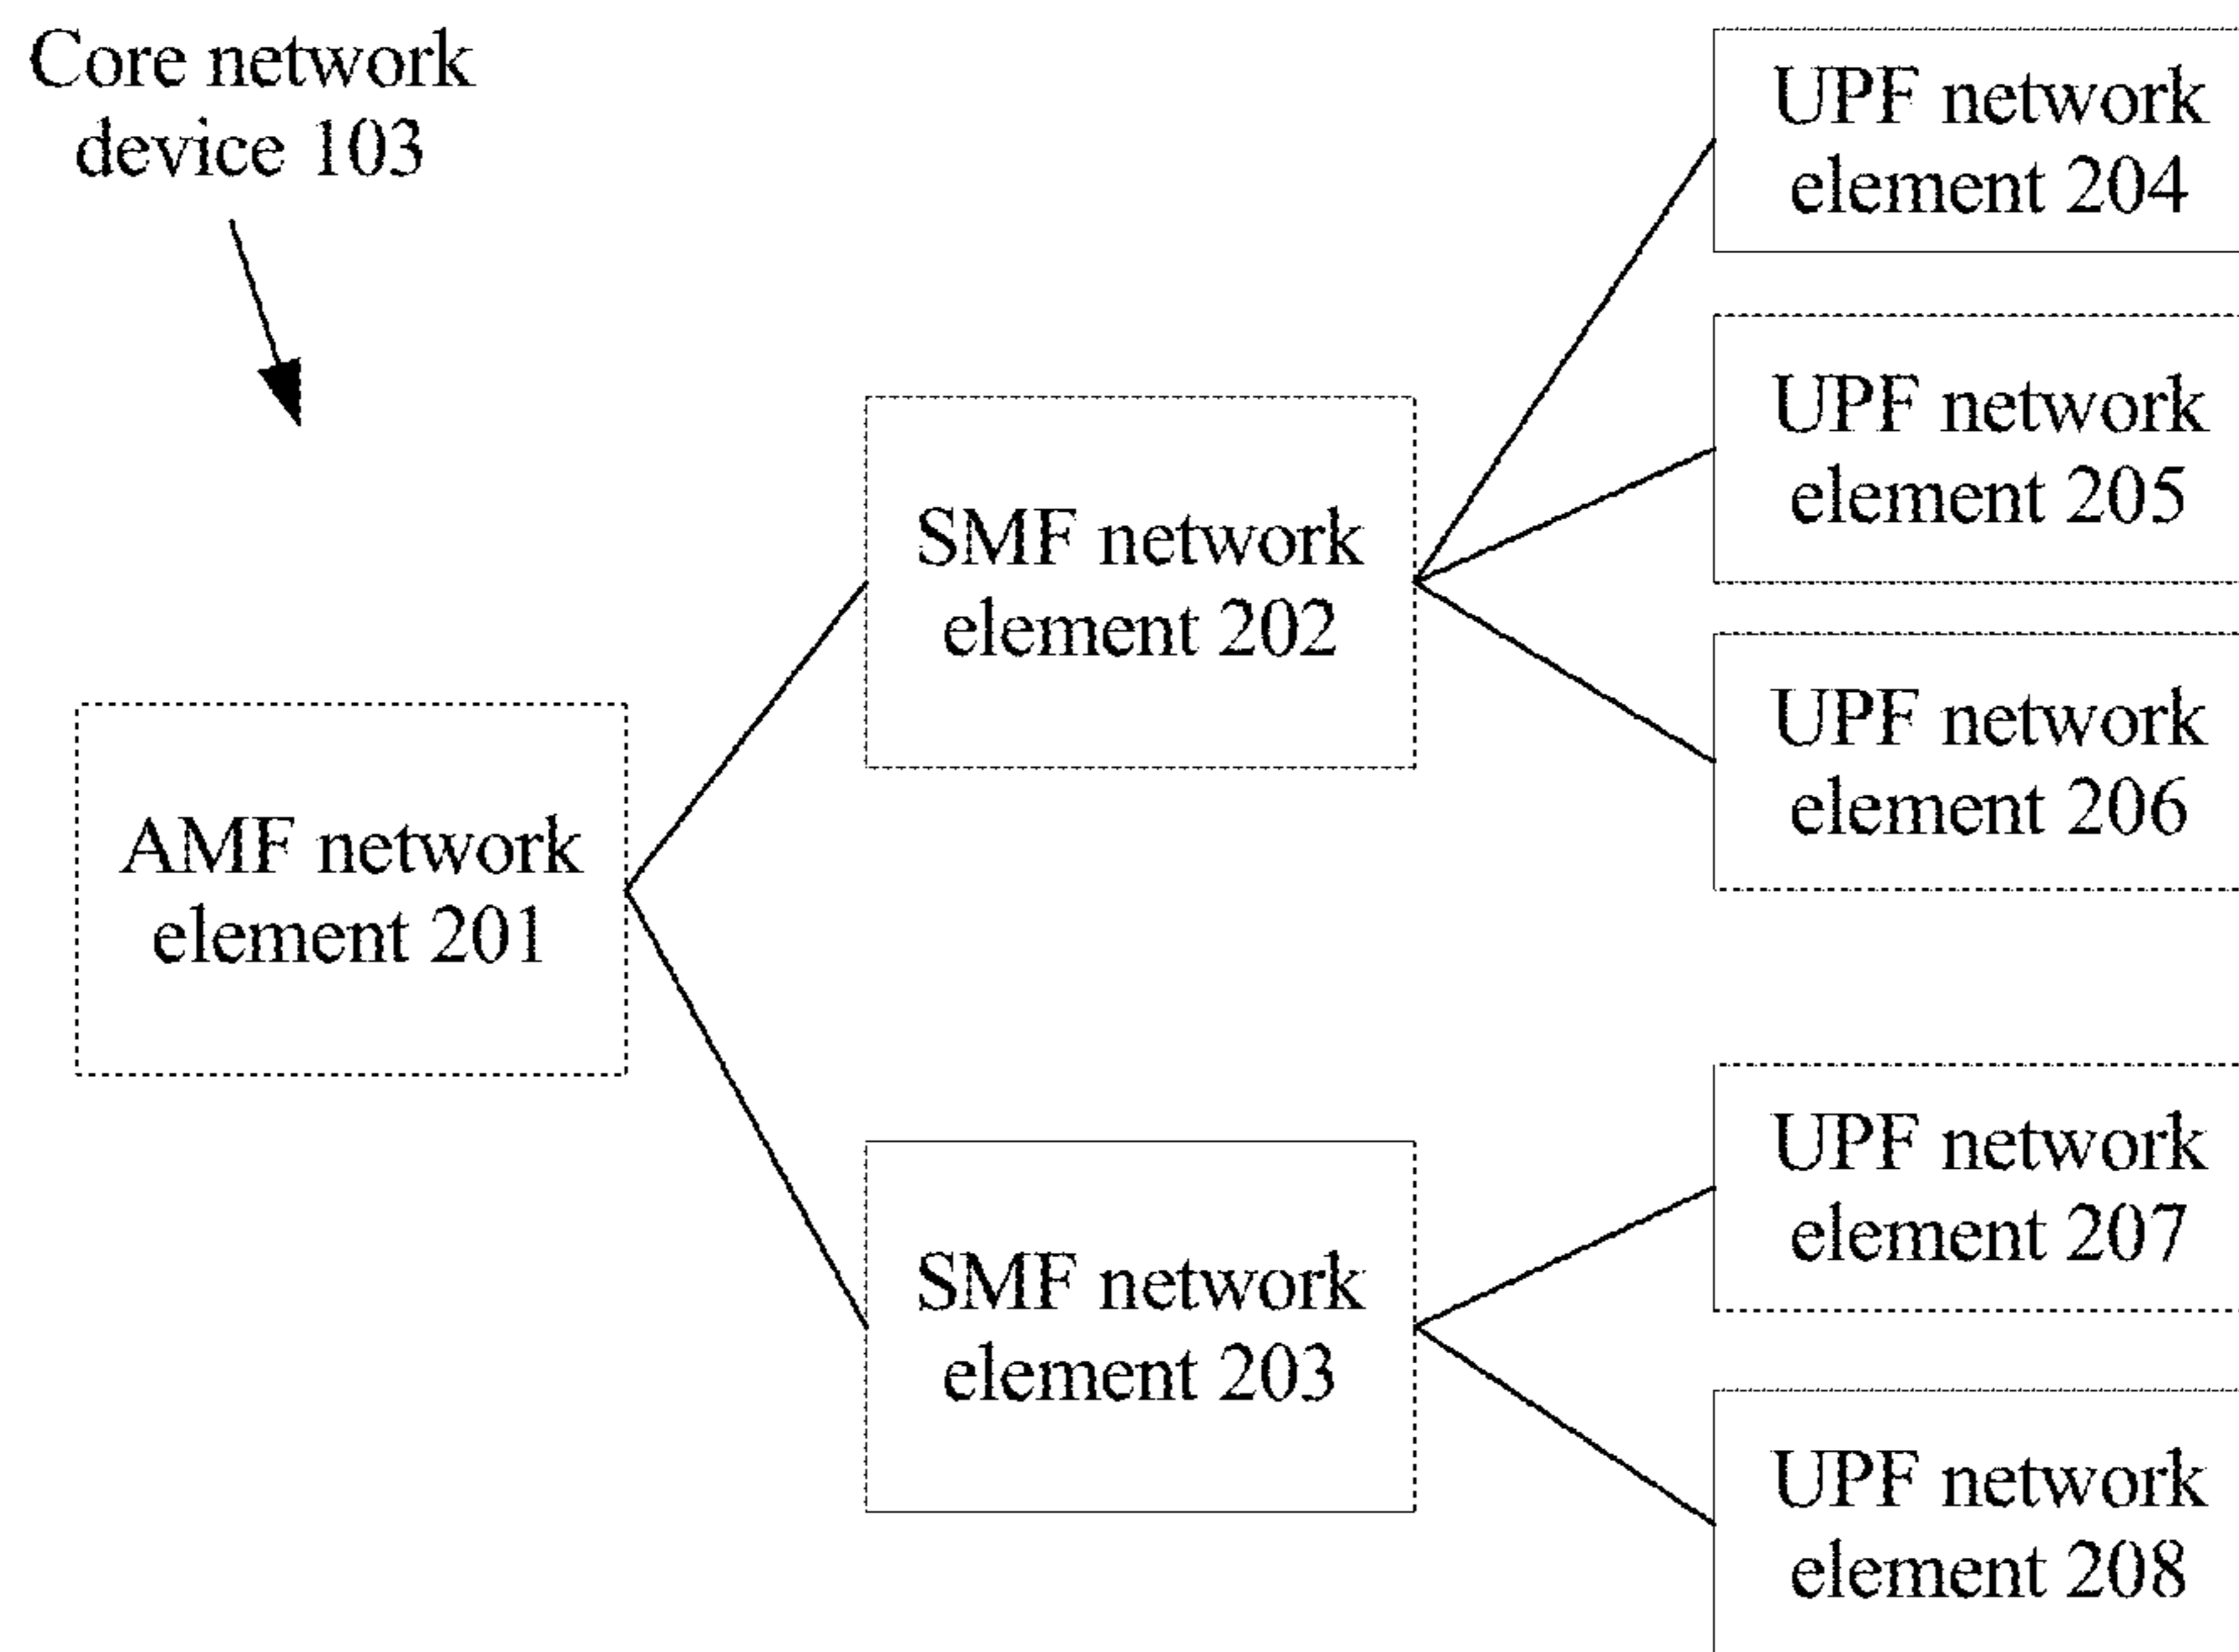 Core network
device 103
UPF network
element 204
UPF network
element 205
SMF network
element 202
UPF network
element 206
AMF network
element 201
UPF network
element 207
SMF network
element 203
UPF network
element 208